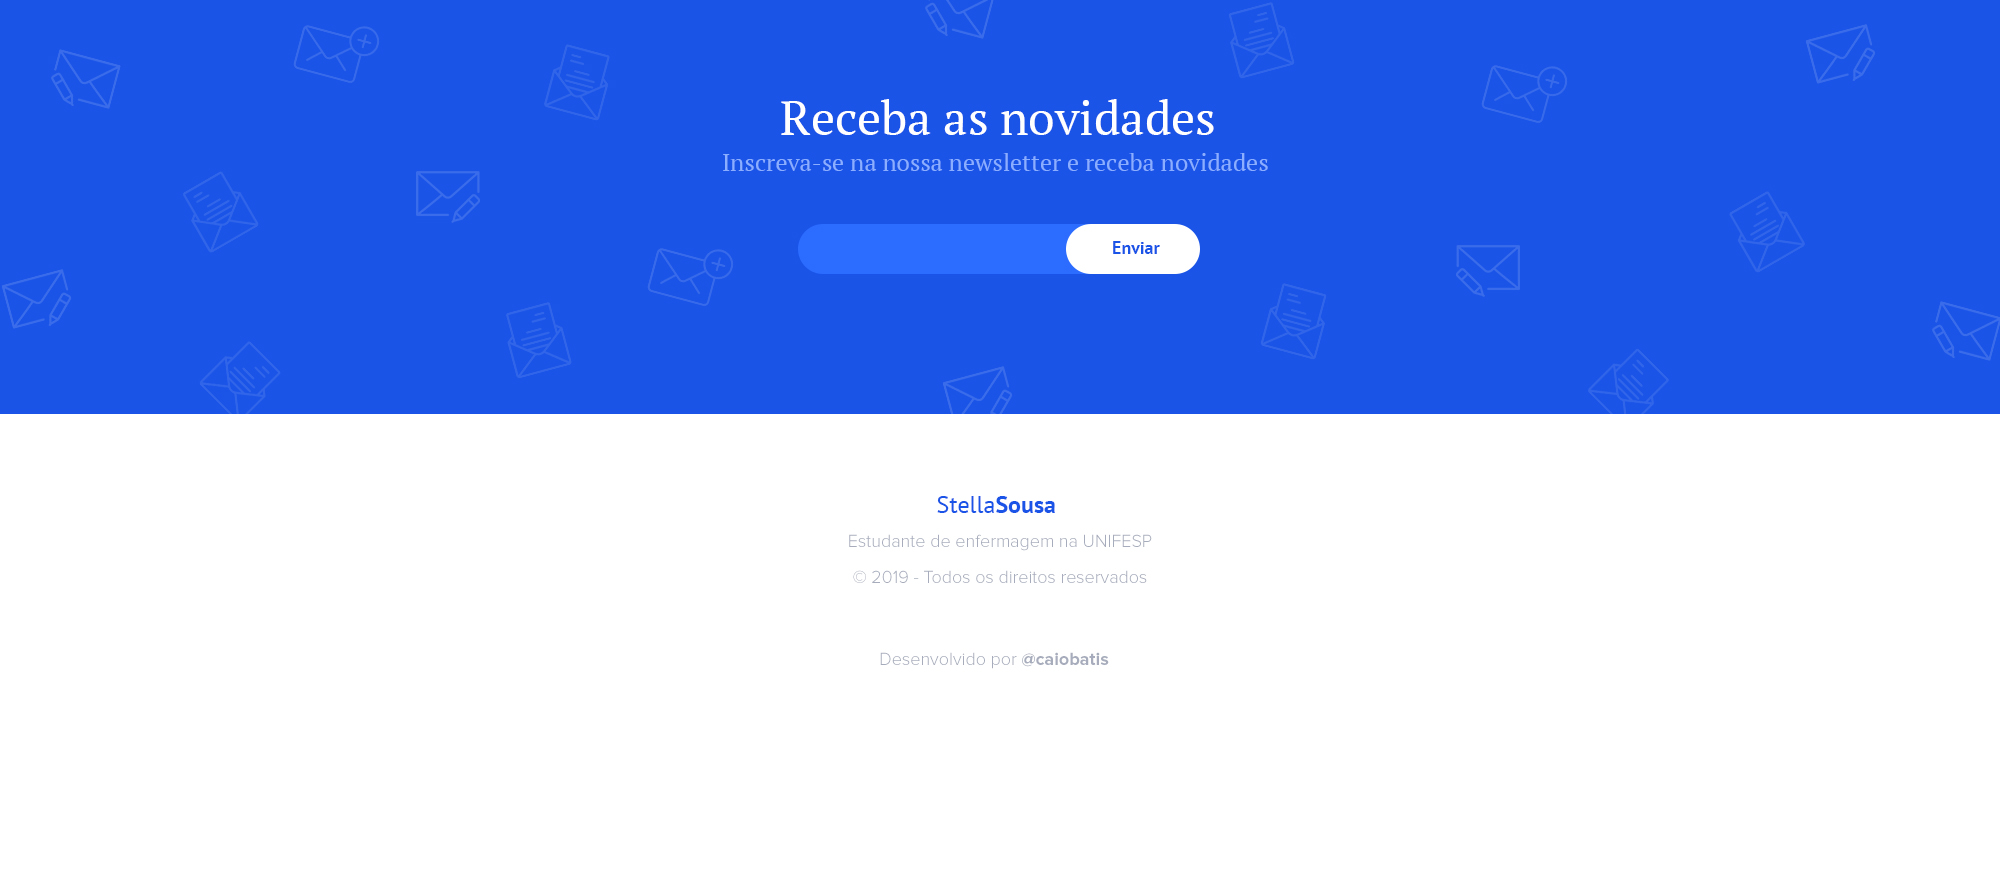 Receba as novidades
Inscreva-se na nossa newsletter e receba novidades
Enviar
StellaSousa
Estudante de enfermagem na UNIFESP
© 2019 - Todos os direitos reservados
Desenvolvido por @caiobatis